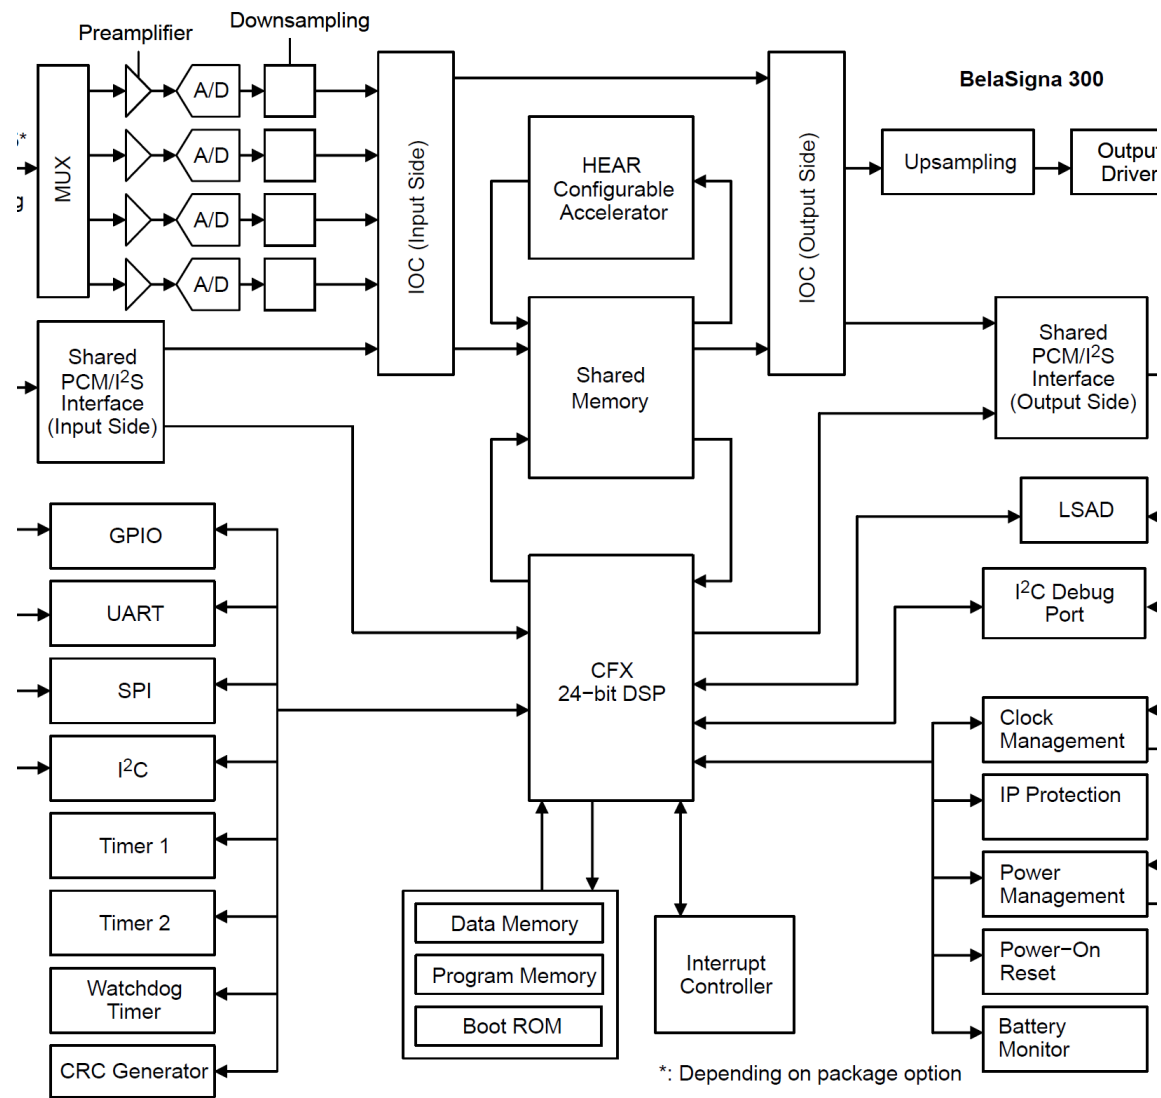 Downsampling
Preamplifier
BelaSigna 300
MUX
A/D
A/D
A/D
A/D
IOC (Input Side)
HEAR
Configurable
Accelerator
IOC (Output Side)
Upsampling
Output
Driver
Shared
PCM/I²S
Interface
(Input Side)
Shared
Memory
Shared
PCM/I²S
Interface
(Output Side)
GPIO
UART
SPI
I²C
Timer 1
Timer 2
Watchdog
Timer
CRC Generator
CFX
24−bit DSP
LSAD
I²C Debug
Port
Clock
Management
IP Protection
Power
Management
Power−On
Reset
Battery
Monitor
Data Memory
Program Memory
Boot ROM
Interrupt
Controller
*: Depending on package option